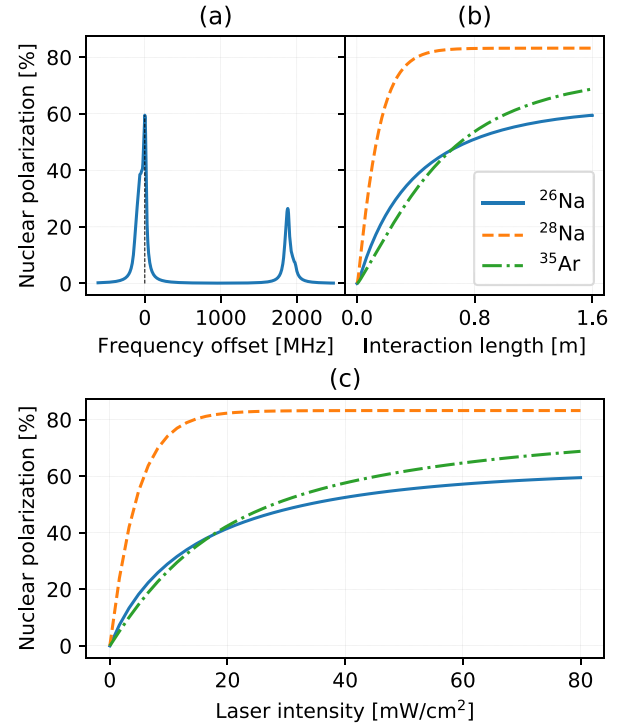 (a)
(b)
Nuclear polarization [%]
80
60
40
20
0
0
1000
2000
Frequency offset [MHz]
²⁶Na
²⁸Na
³⁵Ar
0.0
0.8
1.6
Interaction length [m]
(c)
Nuclear polarization [%]
80
60
40
20
0
0
20
40
60
80
Laser intensity [mW/cm²]